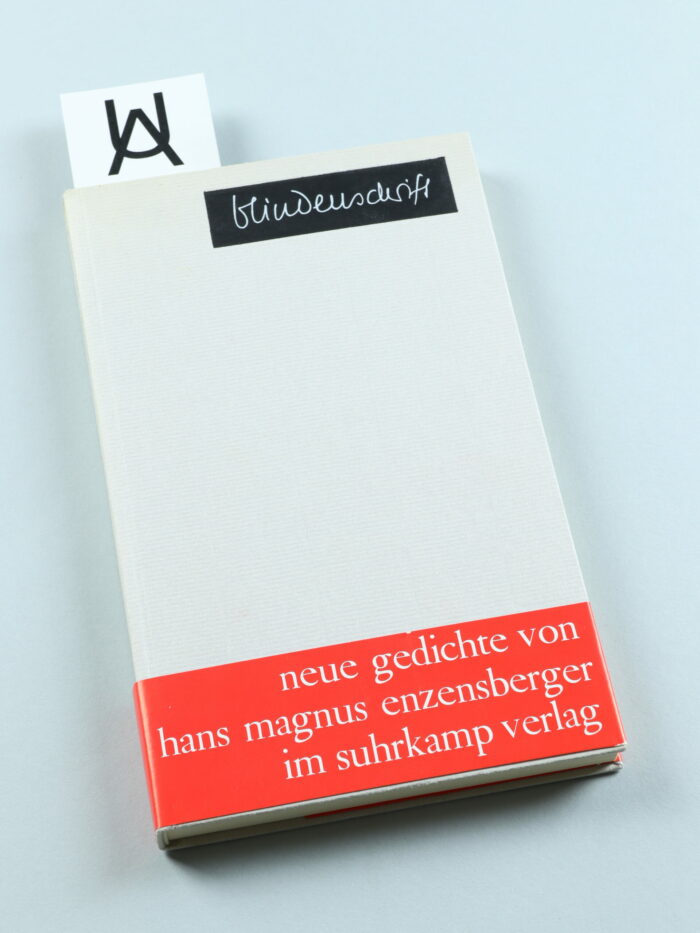 blindenschrift
neue gedichte von
hans magnus enzensberger
im suhrkamp verlag